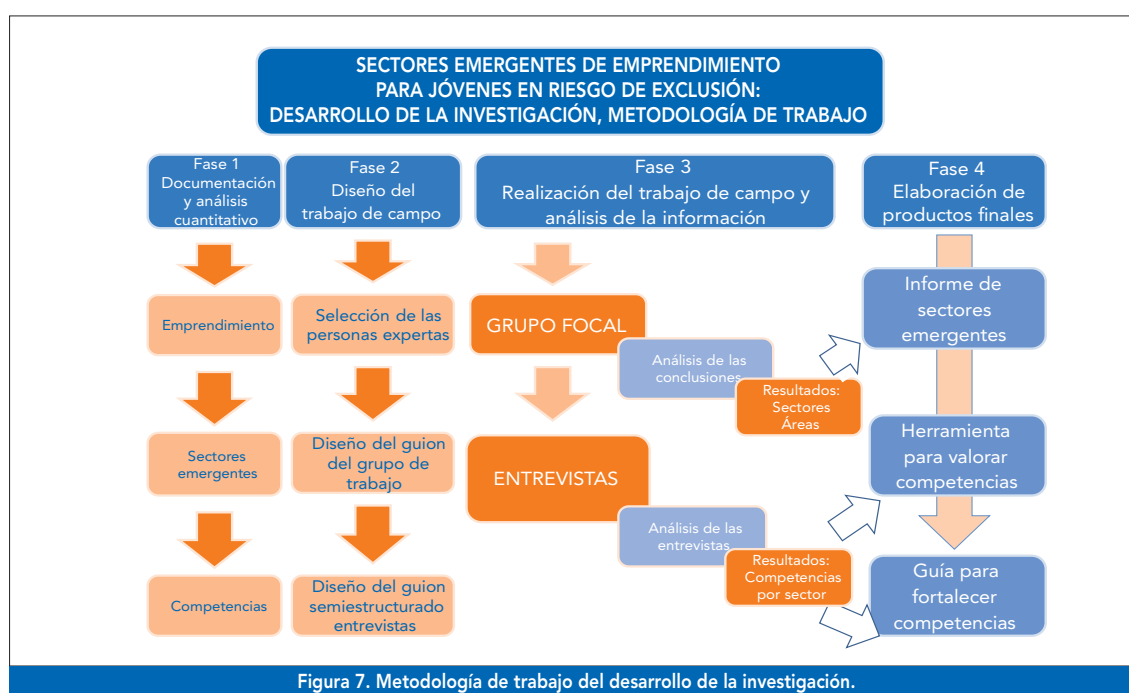 SECTORES EMERGENTES DE EMPRENDIMIENTO
PARA JÓVENES EN RIESGO DE EXCLUSIÓN:
DESARROLLO DE LA INVESTIGACIÓN, METODOLOGÍA DE TRABAJO
Fase 1
Documentación
y análisis
cuantitativo
Fase 2
Diseño del
trabajo de campo
Fase 3
Realización del trabajo de campo y
análisis de la información
Fase 4
Elaboración de
productos finales
Emprendimiento
Sectores
emergentes
Competencias
Selección de las
personas expertas
Diseño del guion
del grupo de
trabajo
Diseño del guion
semiestructurado
entrevistas
GRUPO FOCAL
Análisis de las
conclusiones
Resultados:
Sectores
Áreas
ENTREVISTAS
Análisis de las
entrevistas
Resultados:
Competencias
por sector
Informe de
sectores
emergentes
Herramienta
para valorar
competencias
Guía para
fortalecer
competencias
Figura 7. Metodología de trabajo del desarrollo de la investigación.